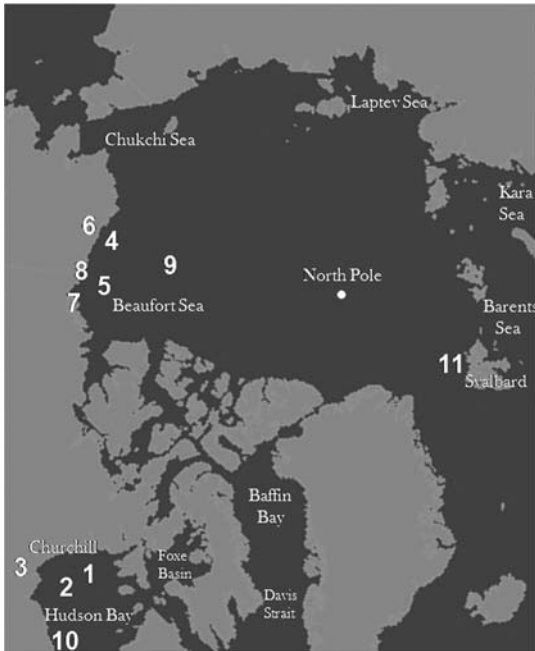 Laptev Sea
Chukchi Sea
Kara
Sea
6
4
9
8
5
7
North Pole
Beaufort Sea
Barents
Sea
11
Svalbard
Baffin
Bay
Churchill
3
1
2
Foxe
Basin
Davis
Strait
Hudson Bay
10